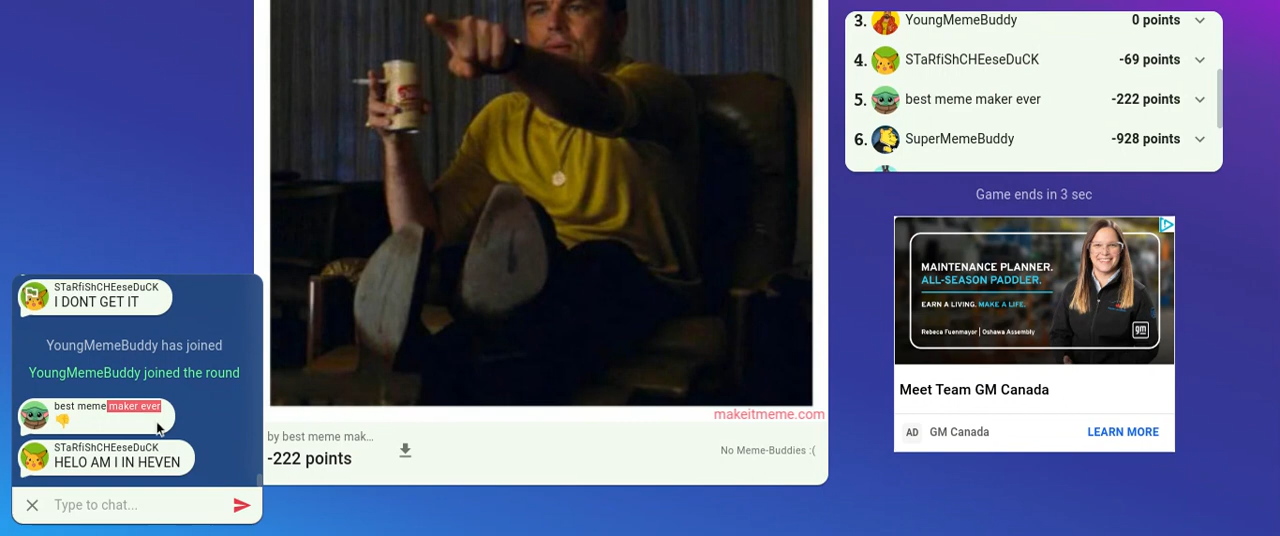 3. YoungMemeBuddy 0 points
4. STaRfiShCHEeseDuCK -69 points
5. best meme maker ever -222 points
6. SuperMemeBuddy -928 points
Game ends in 3 sec
MAINTENANCE PLANNER.
ALL-SEASON PADDLER.
EARN A LIVING. MAKE A LIFE.
Rebeca Fuenmayor | Oshawa Assembly
gm
Meet Team GM Canada
AD GM Canada LEARN MORE
makeitmeme.com
by best meme mak...
-222 points
No Meme-Buddies :(
STaRfiShCHEeseDuCK
I DONT GET IT
YoungMemeBuddy has joined
YoungMemeBuddy joined the round
best meme maker ever
👎
STaRfiShCHEeseDuCK
HELO AM I IN HEVEN
Type to chat...